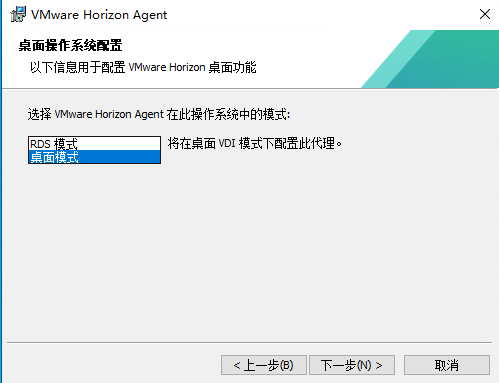 VMware Horizon Agent
桌面操作系统配置
以下信息用于配置 VMware Horizon 桌面功能
选择 VMware Horizon Agent 在此操作系统中的模式:
RDS 模式
桌面模式
将在桌面 VDI 模式下配置此代理。
< 上一步(B)
下一步(N) >
取消